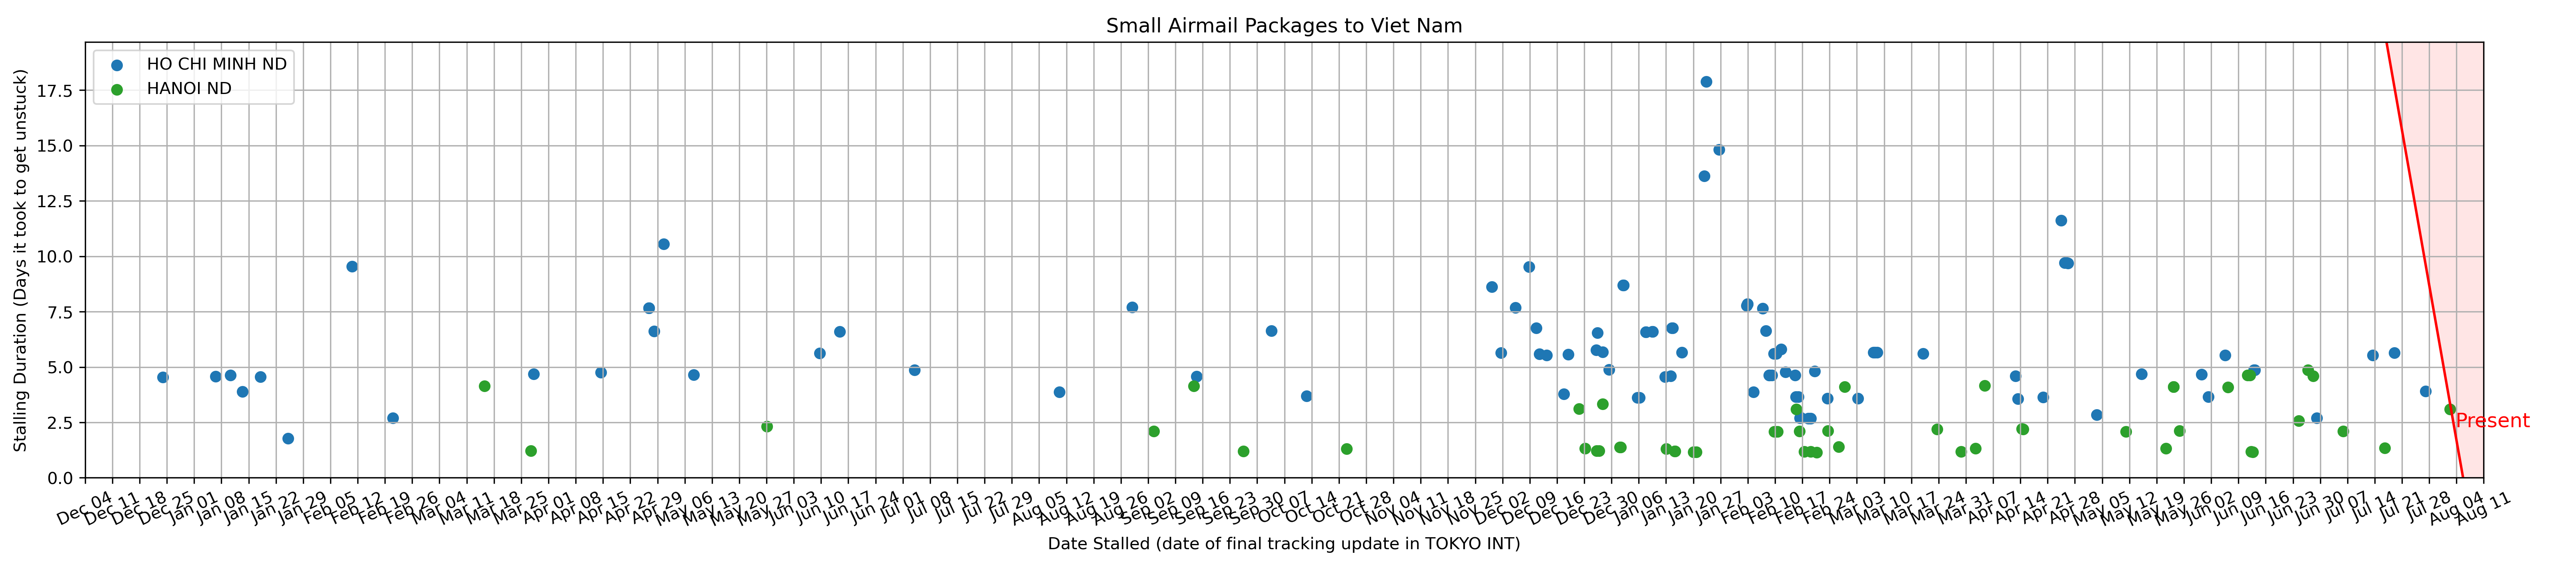 Small Airmail Packages to Viet Nam
HO CHI MINH ND
HANOI ND
Stalling Duration (Days it took to get unstuck)
17.5
15.0
12.5
10.0
7.5
5.0
2.5
0.0
Present
Dec 04
Dec 11
Dec 18
Dec 25
Jan 01
Jan 08
Jan 15
Jan 22
Jan 29
Feb 05
Feb 12
Feb 19
Feb 26
Mar 04
Mar 11
Mar 18
Mar 25
Apr 01
Apr 08
Apr 15
Apr 22
Apr 29
May 06
May 13
May 20
May 27
Jun 03
Jun 10
Jun 17
Jun 24
Jul 01
Jul 08
Jul 15
Jul 22
Jul 29
Aug 05
Aug 12
Aug 19
Aug 26
Sep 02
Sep 09
Sep 16
Sep 23
Sep 30
Oct 07
Oct 14
Oct 21
Oct 28
Nov 04
Nov 11
Nov 18
Nov 25
Dec 02
Dec 09
Dec 16
Dec 23
Dec 30
Jan 06
Jan 13
Jan 20
Jan 27
Feb 03
Feb 10
Feb 17
Feb 24
Mar 03
Mar 10
Mar 17
Mar 24
Mar 31
Apr 07
Apr 14
Apr 21
Apr 28
May 05
May 12
May 19
May 26
Jun 02
Jun 09
Jun 16
Jun 23
Jun 30
Jul 07
Jul 14
Jul 21
Jul 28
Aug 04
Aug 11
Date Stalled (date of final tracking update in TOKYO INT)